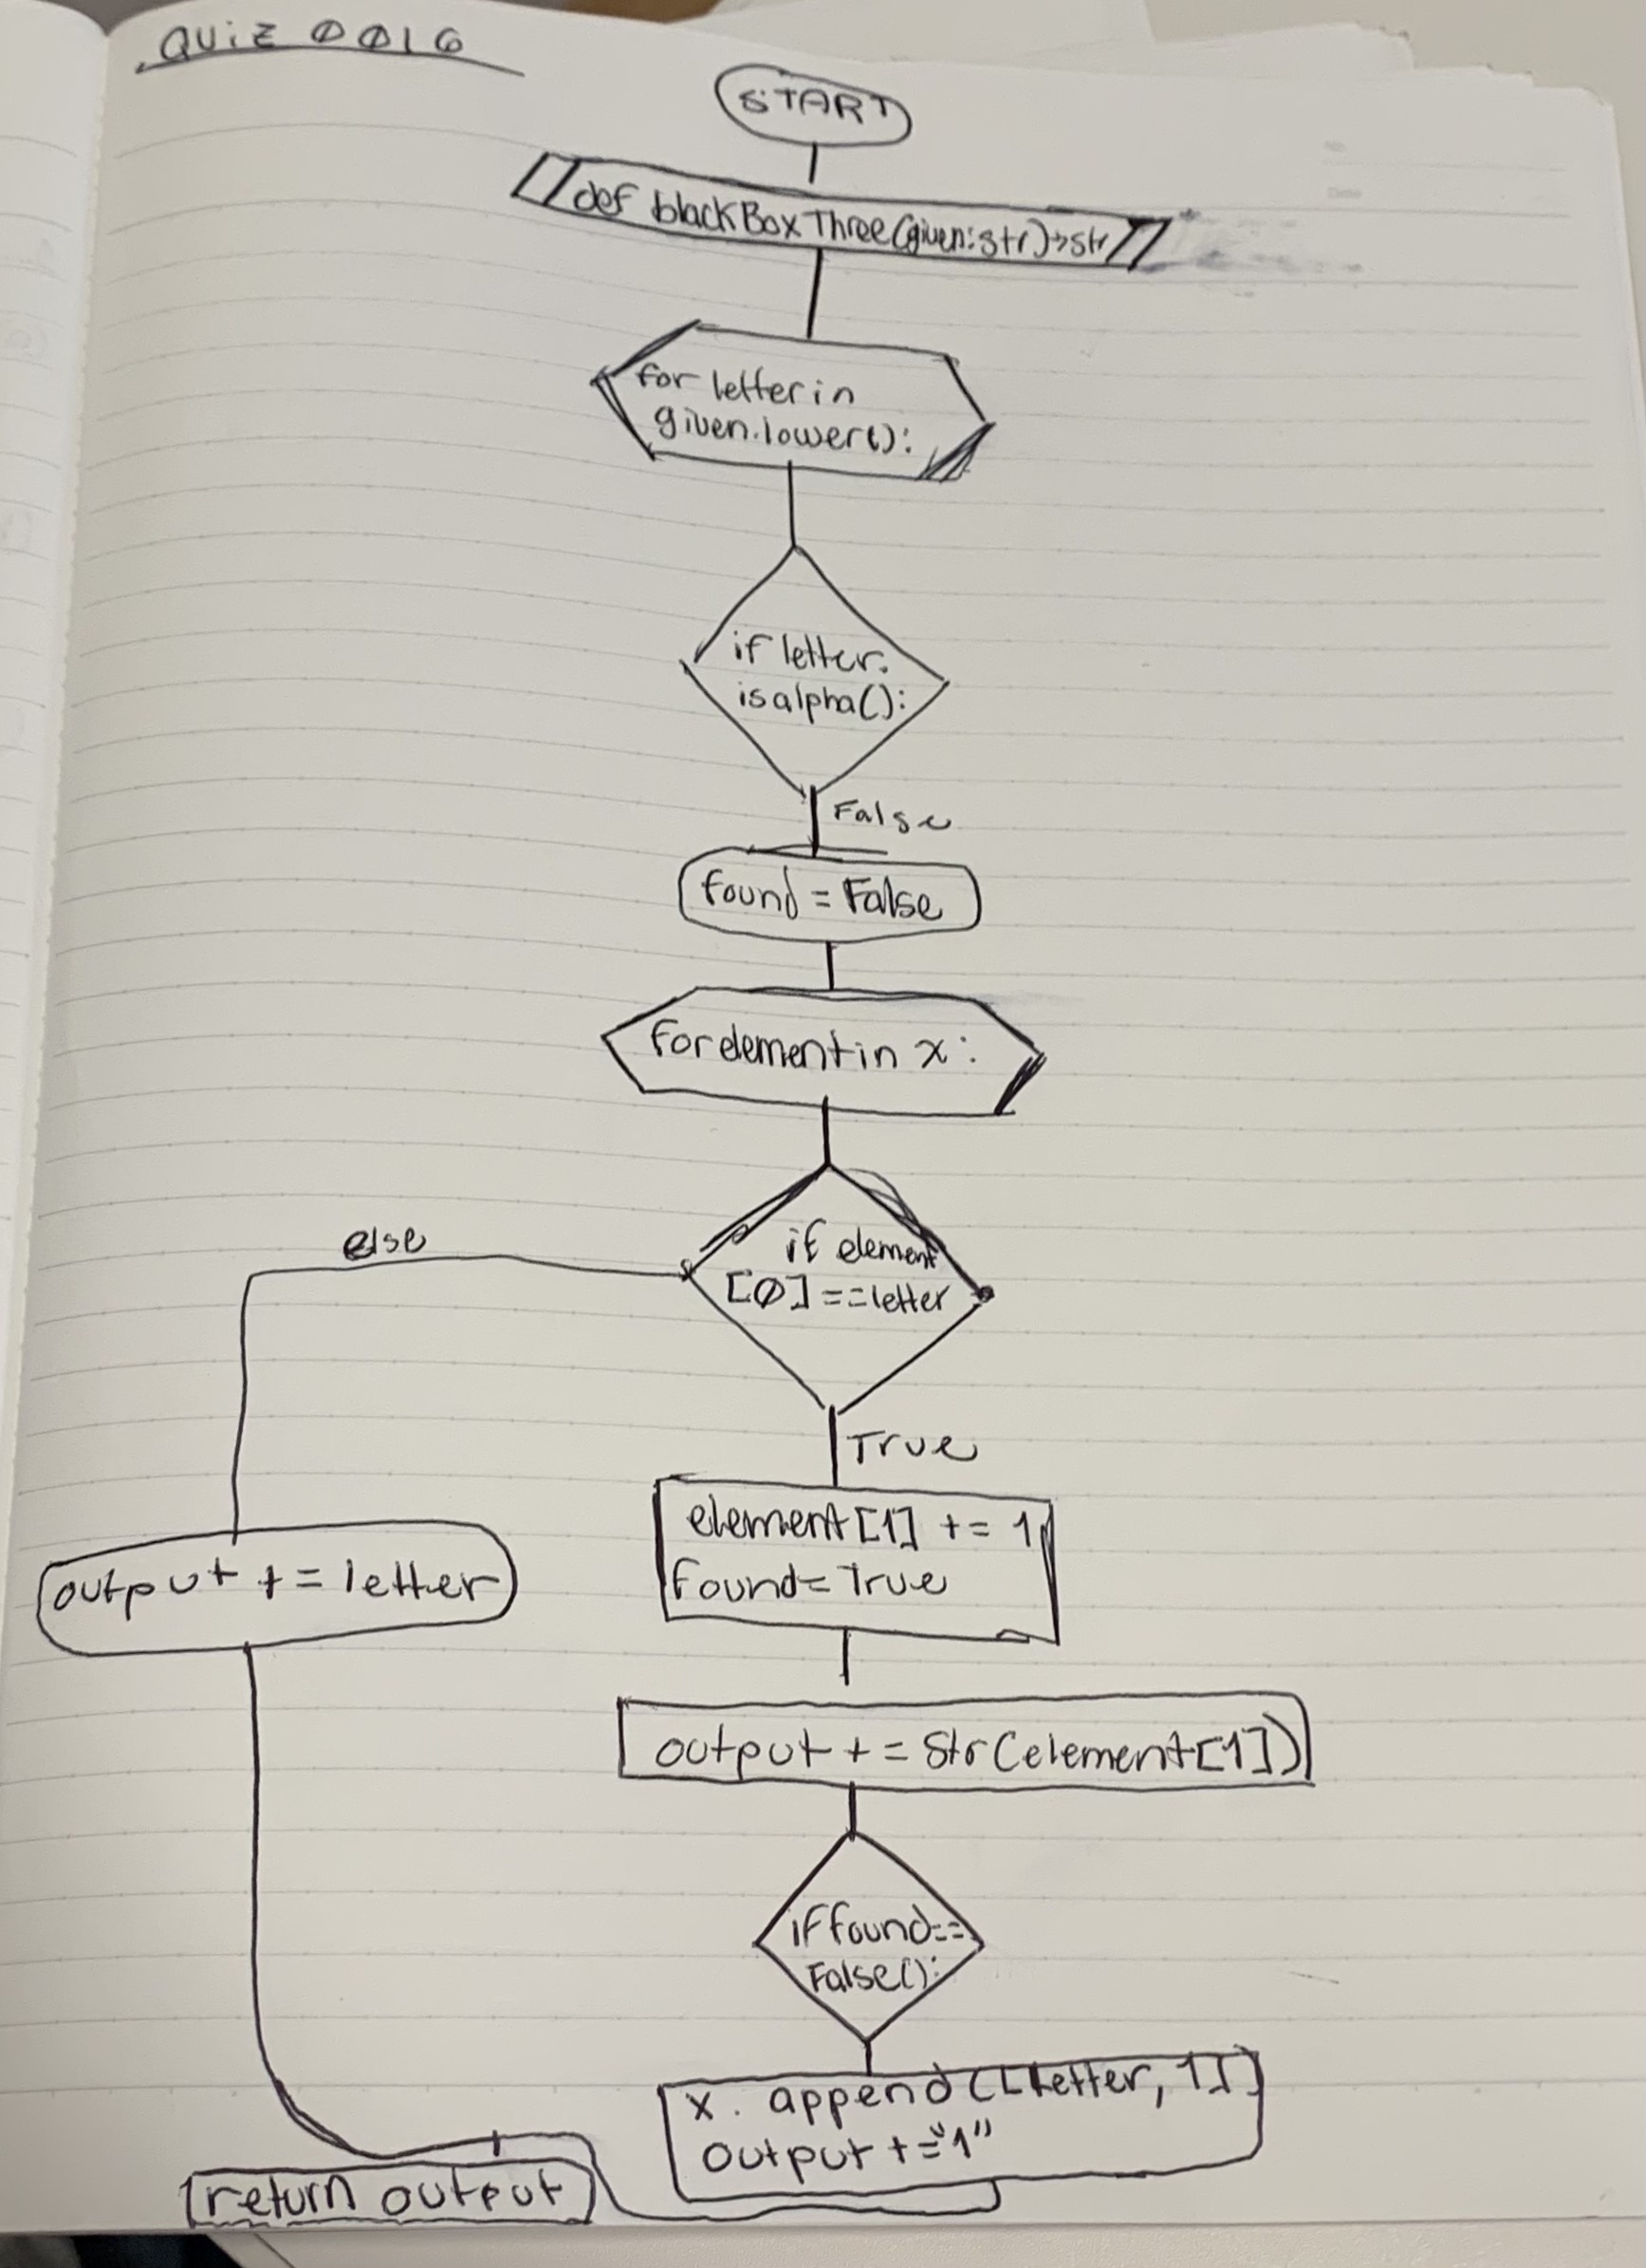 QUiZ 0016
START
def blackBoxThree(given:str)->str
for letter in
given.lower():
if letter.
isalpha():
False
found = False
for element in x:
if element
[0]==letter
else
True
element[1] += 1
found=True
output += letter
output += Str(element[1])
if found==
False():
x. append([letter, 1])
output +="1"
return output